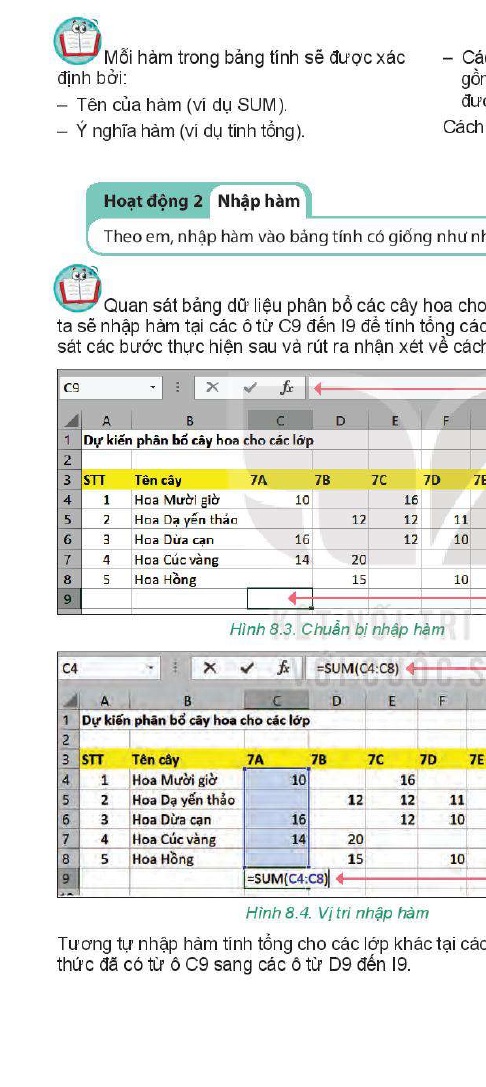 Mỗi hàm trong bảng tính sẽ được xác
định bởi:
– Tên của hàm (ví dụ SUM).
– Ý nghĩa hàm (ví dụ tính tổng).
– Các
gồm
được
Cách
Hoạt động 2 Nhập hàm
Theo em, nhập hàm vào bảng tính có giống như nh
Quan sát bảng dữ liệu phân bổ các cây hoa cho
ta sẽ nhập hàm tại các ô từ C9 đến I9 để tính tổng các
sát các bước thực hiện sau và rút ra nhận xét về cách
C9 fx
A B C D E F
1 Dự kiến phân bổ cây hoa cho các lớp
2
3 STT Tên cây 7A 7B 7C 7D 7E
4 1 Hoa Mười giờ 10 16
5 2 Hoa Dạ yến thảo 12 12 11
6 3 Hoa Dừa cạn 16 12 10
7 4 Hoa Cúc vàng 14 20
8 5 Hoa Hồng 15 10
9
KẾT NỐI TRI
Hình 8.3. Chuẩn bị nhập hàm
VỚI CUỘC S
C4 fx =SUM(C4:C8)
A B C D E F
1 Dự kiến phân bổ cây hoa cho các lớp
2
3 STT Tên cây 7A 7B 7C 7D 7E
4 1 Hoa Mười giờ 10 16
5 2 Hoa Dạ yến thảo 12 12 11
6 3 Hoa Dừa cạn 16 12 10
7 4 Hoa Cúc vàng 14 20
8 5 Hoa Hồng 15 10
9 =SUM(C4:C8)
Hình 8.4. Vị trí nhập hàm
Tương tự nhập hàm tính tổng cho các lớp khác tại các
thức đã có từ ô C9 sang các ô từ D9 đến I9.